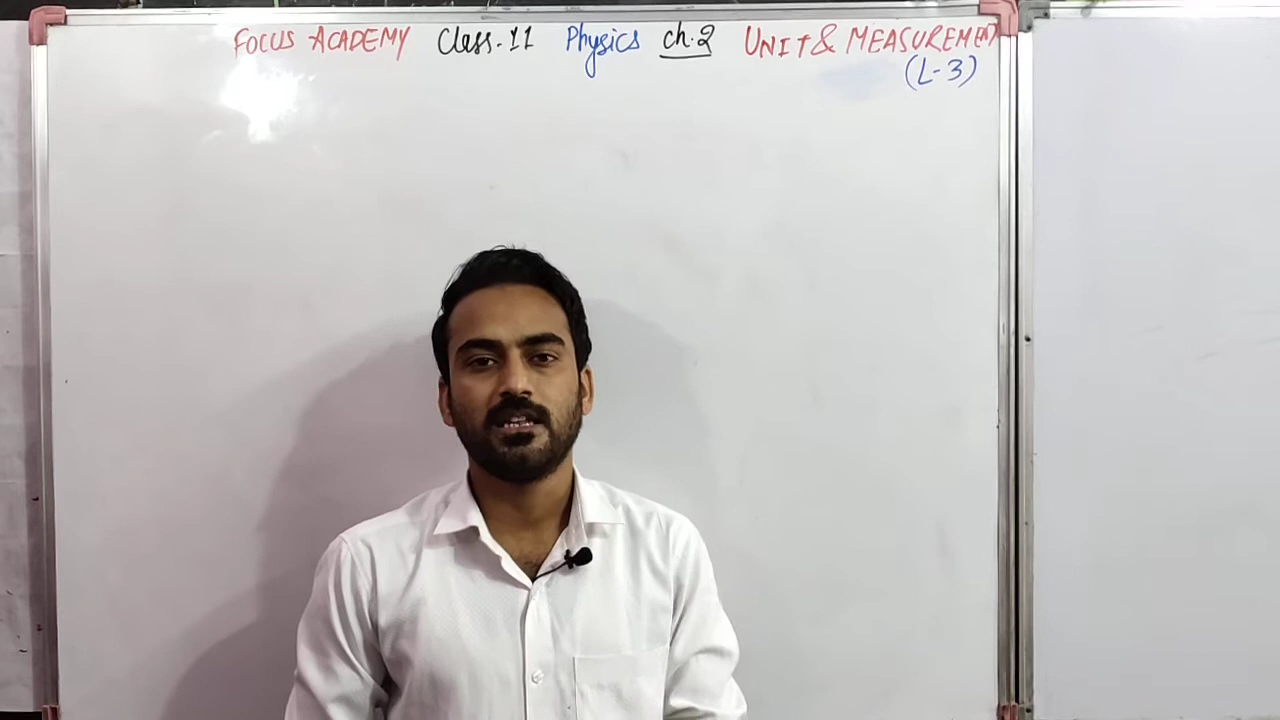 FOCUS ACADEMY Class-11 Physics ch.2 UNIT & MEASUREMENT
(L-3)